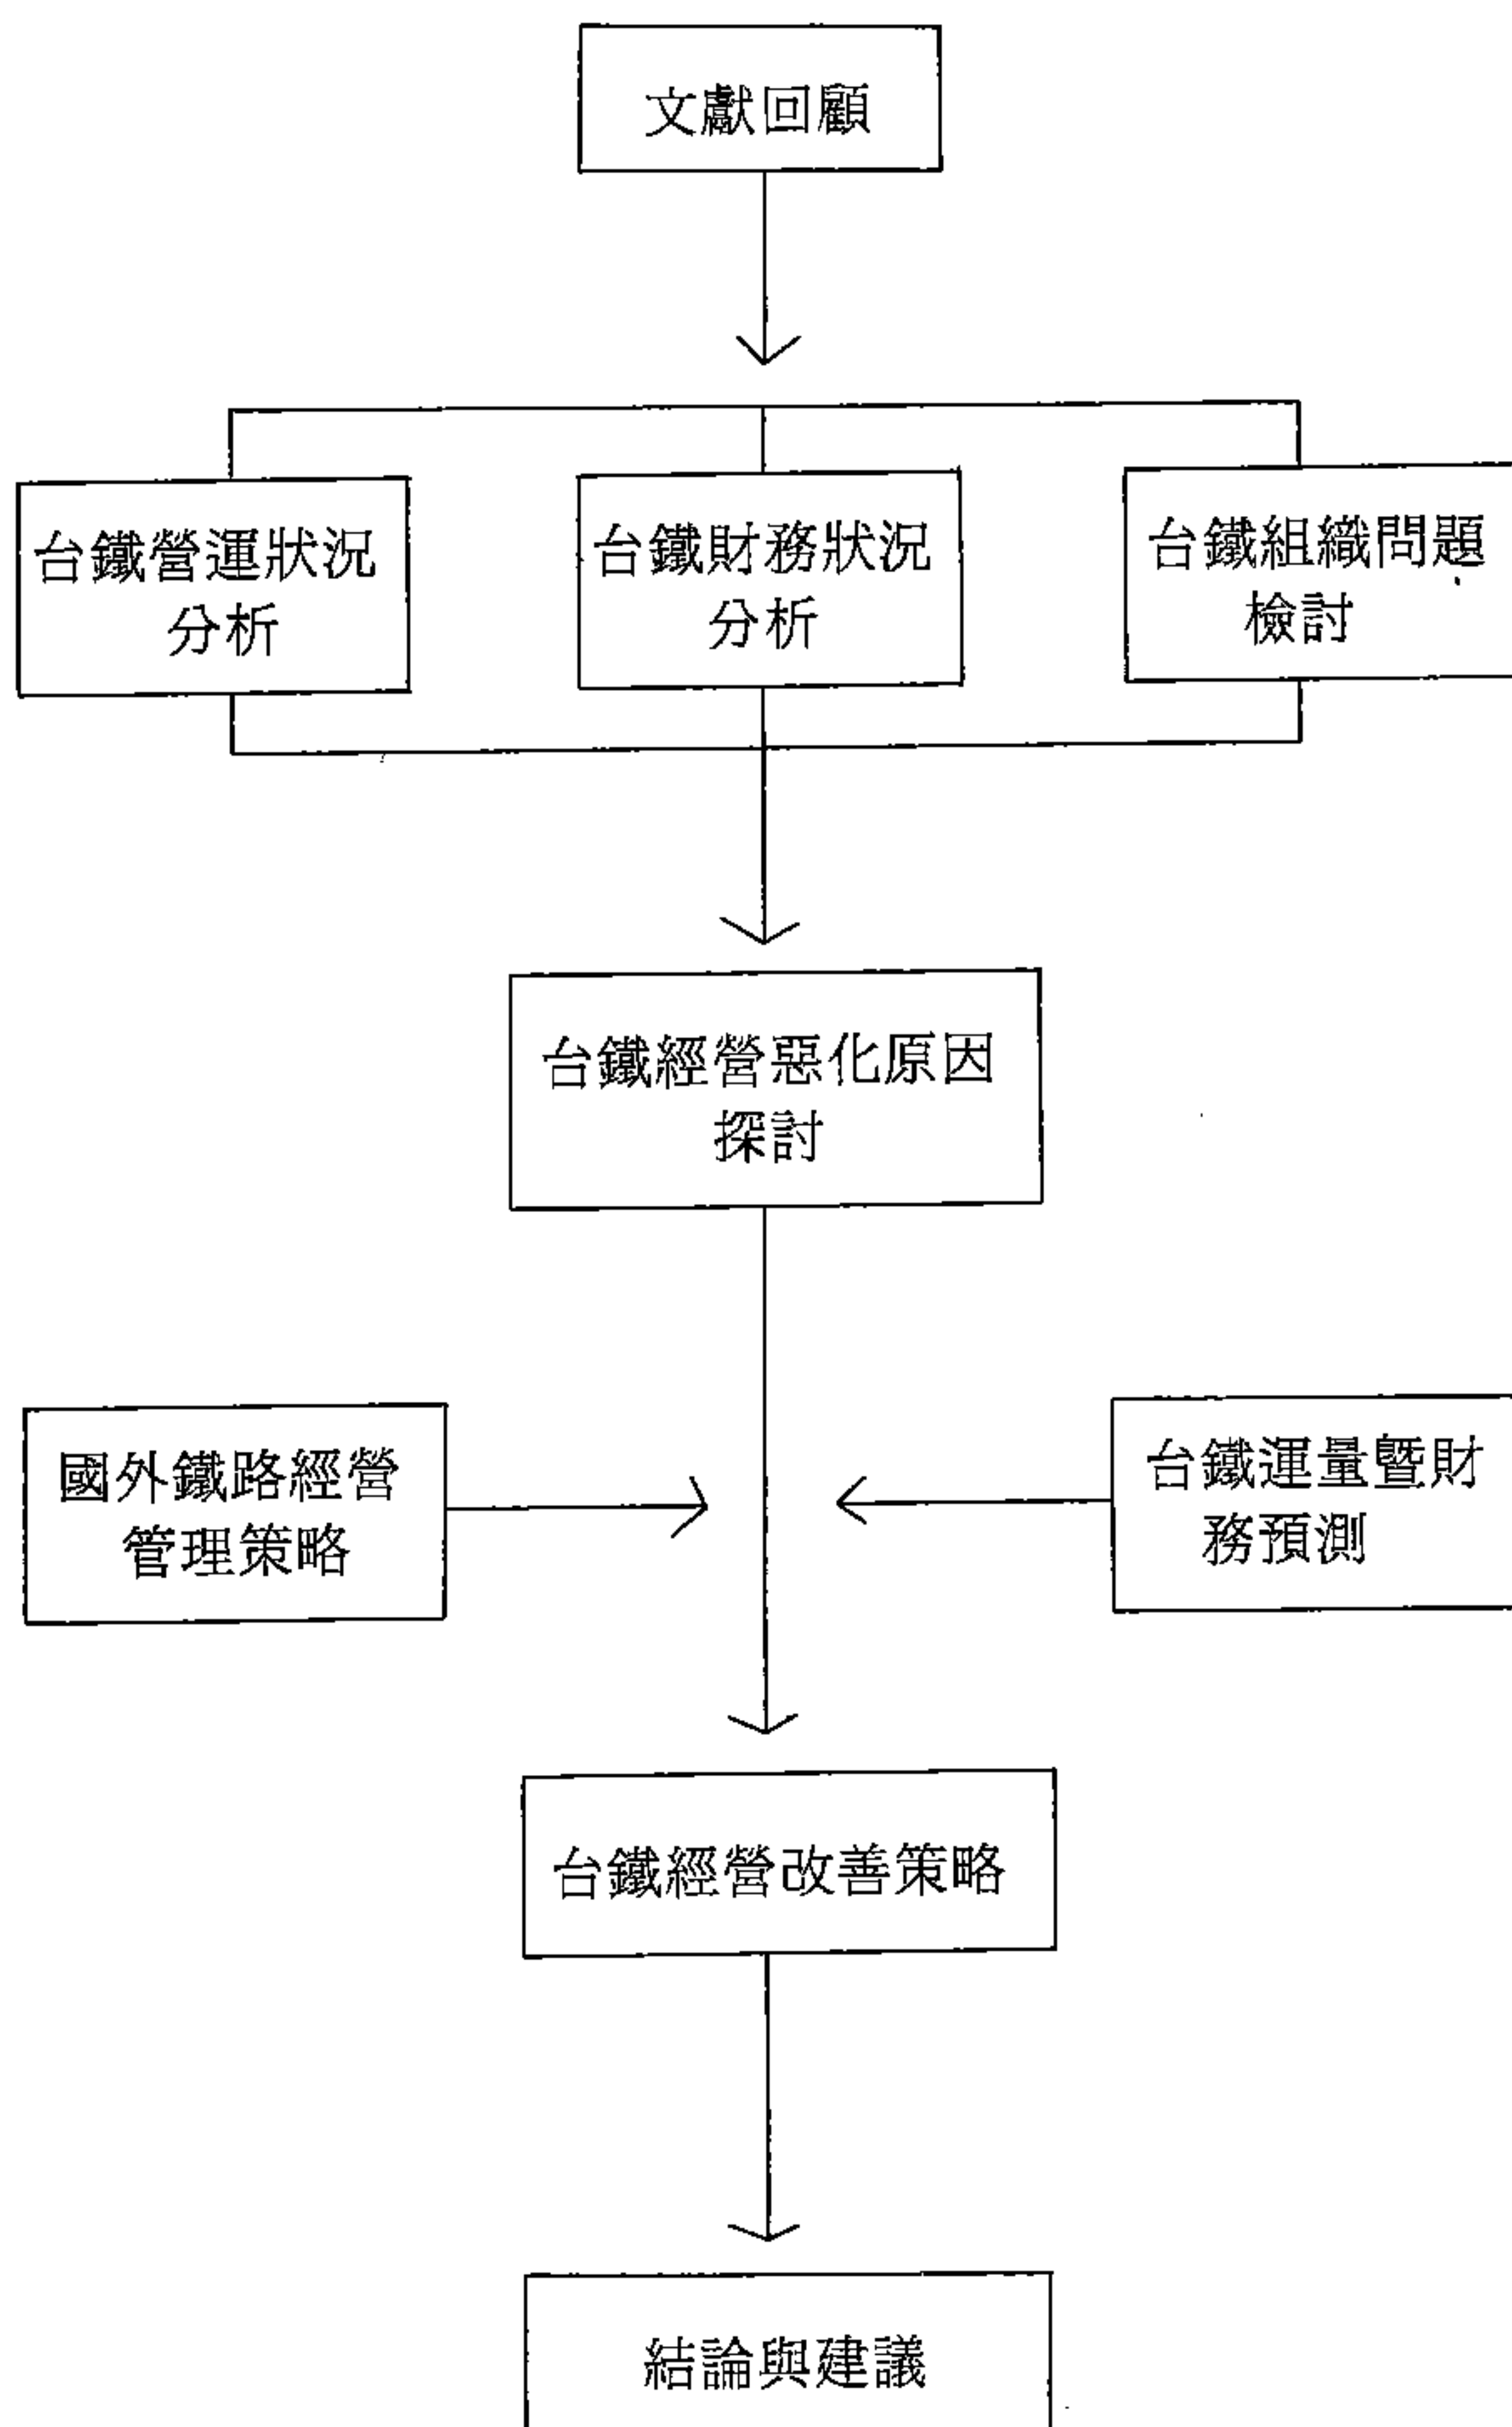 文獻回顧
台鐵營運狀況
分析
台鐵財務狀況
分析
台鐵組織問題
檢討
台鐵經營惡化原因
探討
國外鐵路經營
管理策略
台鐵運量暨財
務預測
台鐵經營改善策略
結論與建議